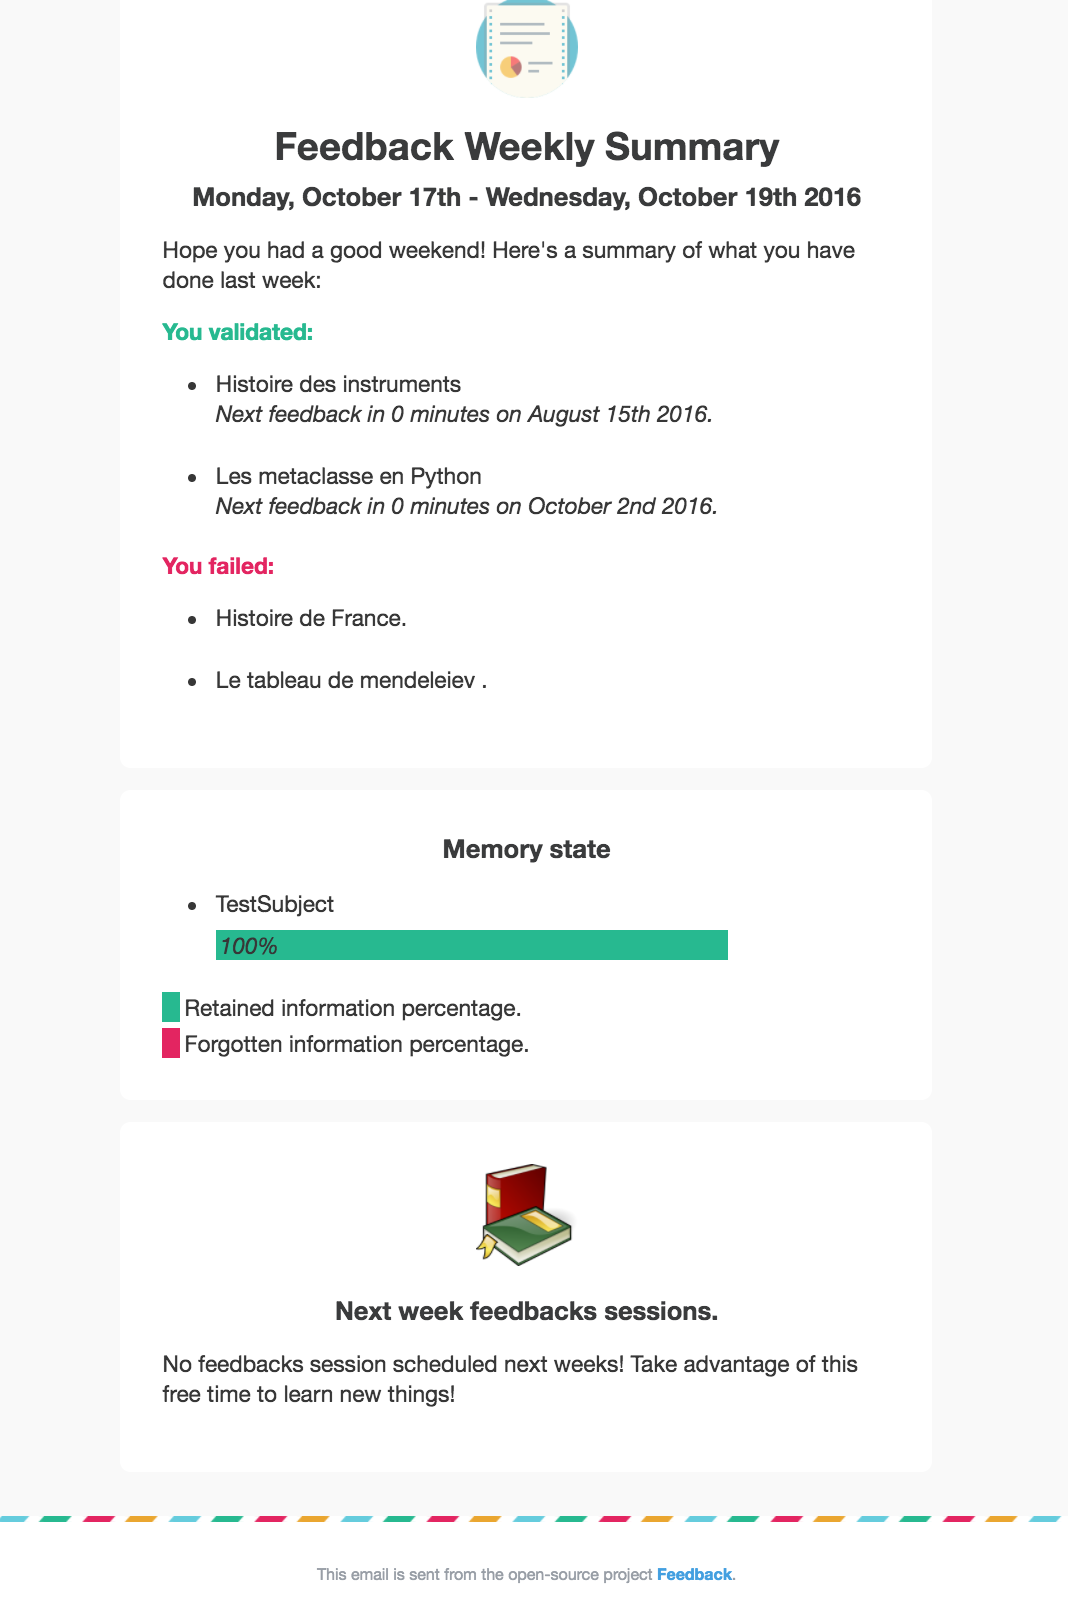 Feedback Weekly Summary
Monday, October 17th - Wednesday, October 19th 2016
Hope you had a good weekend! Here's a summary of what you have
done last week:
You validated:
Histoire des instruments
Next feedback in 0 minutes on August 15th 2016.
Les metaclasse en Python
Next feedback in 0 minutes on October 2nd 2016.
You failed:
Histoire de France.
Le tableau de mendeleiev .
Memory state
TestSubject
100%
Retained information percentage.
Forgotten information percentage.
Next week feedbacks sessions.
No feedbacks session scheduled next weeks! Take advantage of this
free time to learn new things!
This email is sent from the open-source project Feedback.